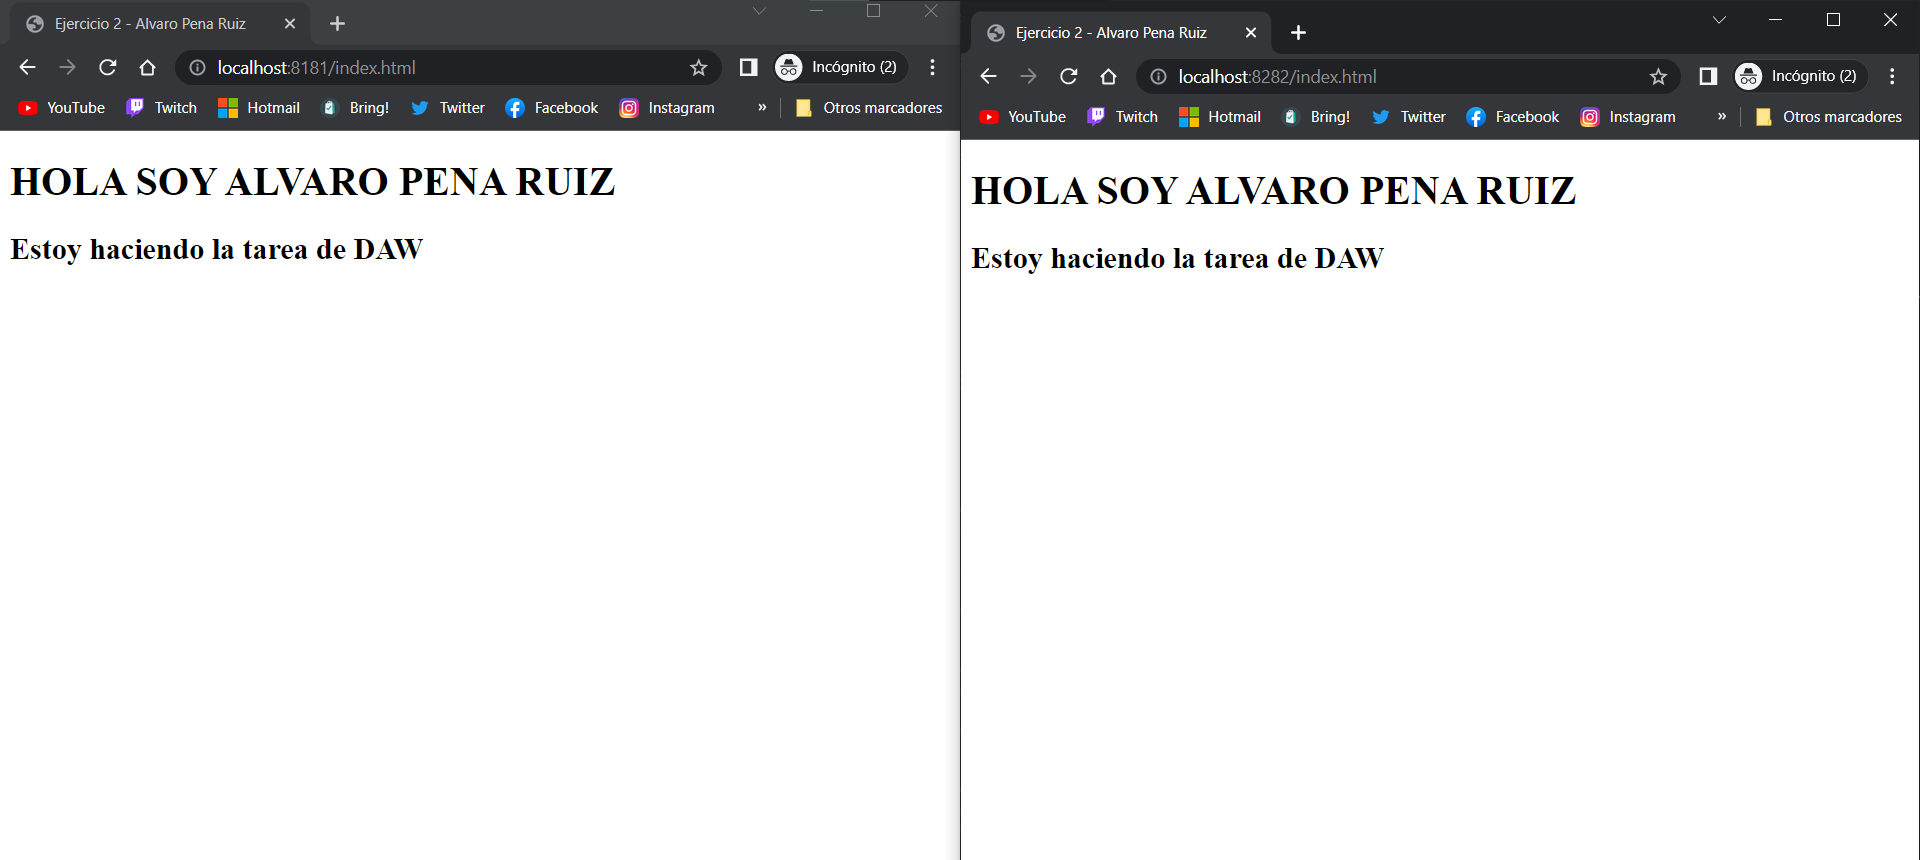 Ejercicio 2 - Alvaro Pena Ruiz
localhost:8181/index.html
Incógnito (2)
YouTube Twitch Hotmail Bring! Twitter Facebook Instagram » Otros marcadores
HOLA SOY ALVARO PENA RUIZ
Estoy haciendo la tarea de DAW
Ejercicio 2 - Alvaro Pena Ruiz
localhost:8282/index.html
Incógnito (2)
YouTube Twitch Hotmail Bring! Twitter Facebook Instagram » Otros marcadores
HOLA SOY ALVARO PENA RUIZ
Estoy haciendo la tarea de DAW